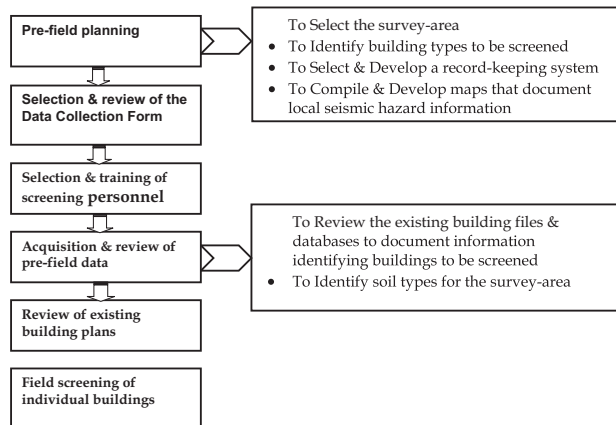 Pre-field planning
To Select the survey-area
• To Identify building types to be screened
• To Select & Develop a record-keeping system
• To Compile & Develop maps that document
local seismic hazard information
Selection & review of the
Data Collection Form
Selection & training of
screening personnel
Acquisition & review of
pre-field data
To Review the existing building files &
databases to document information
identifying buildings to be screened
• To Identify soil types for the survey-area
Review of existing
building plans
Field screening of
individual buildings